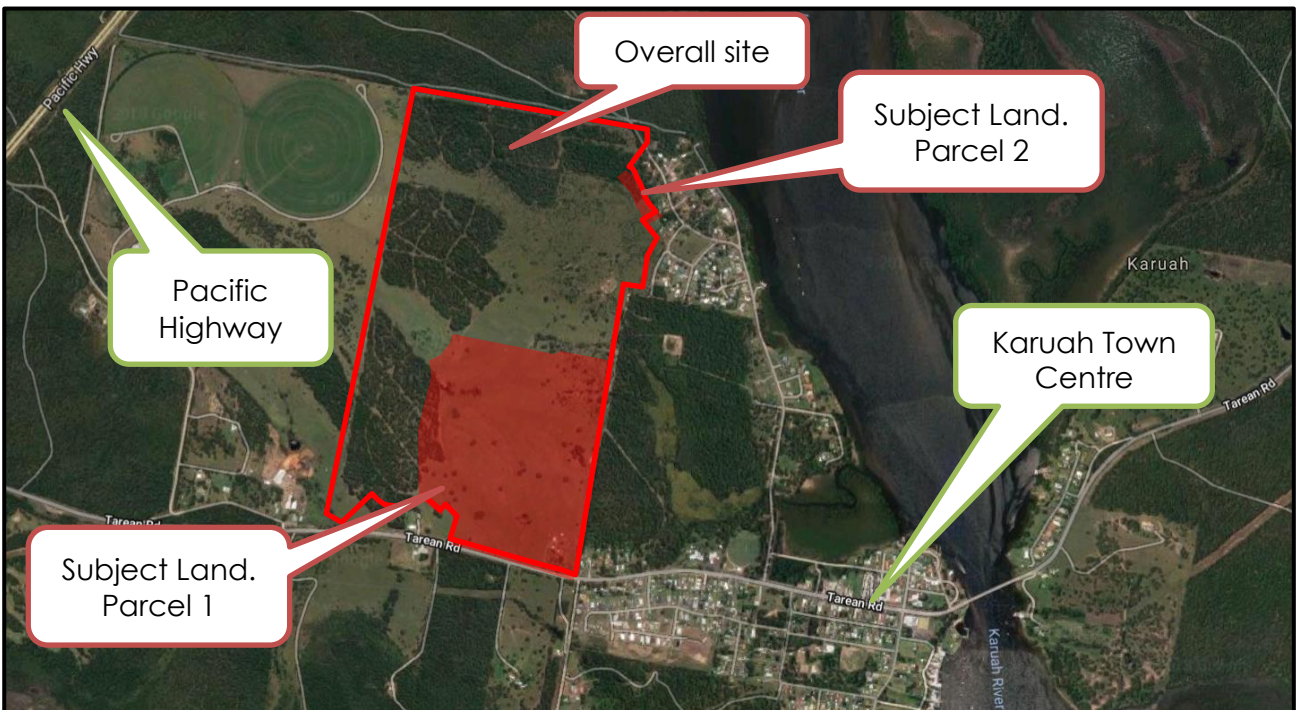 Overall site
Pacific Hwy
Subject Land.
Parcel 2
Karuah
Pacific
Highway
Karuah Town
Centre
Tarean Rd
Tarean Rd
Tarean Rd
Subject Land.
Parcel 1
Tarean Rd
Karuah River